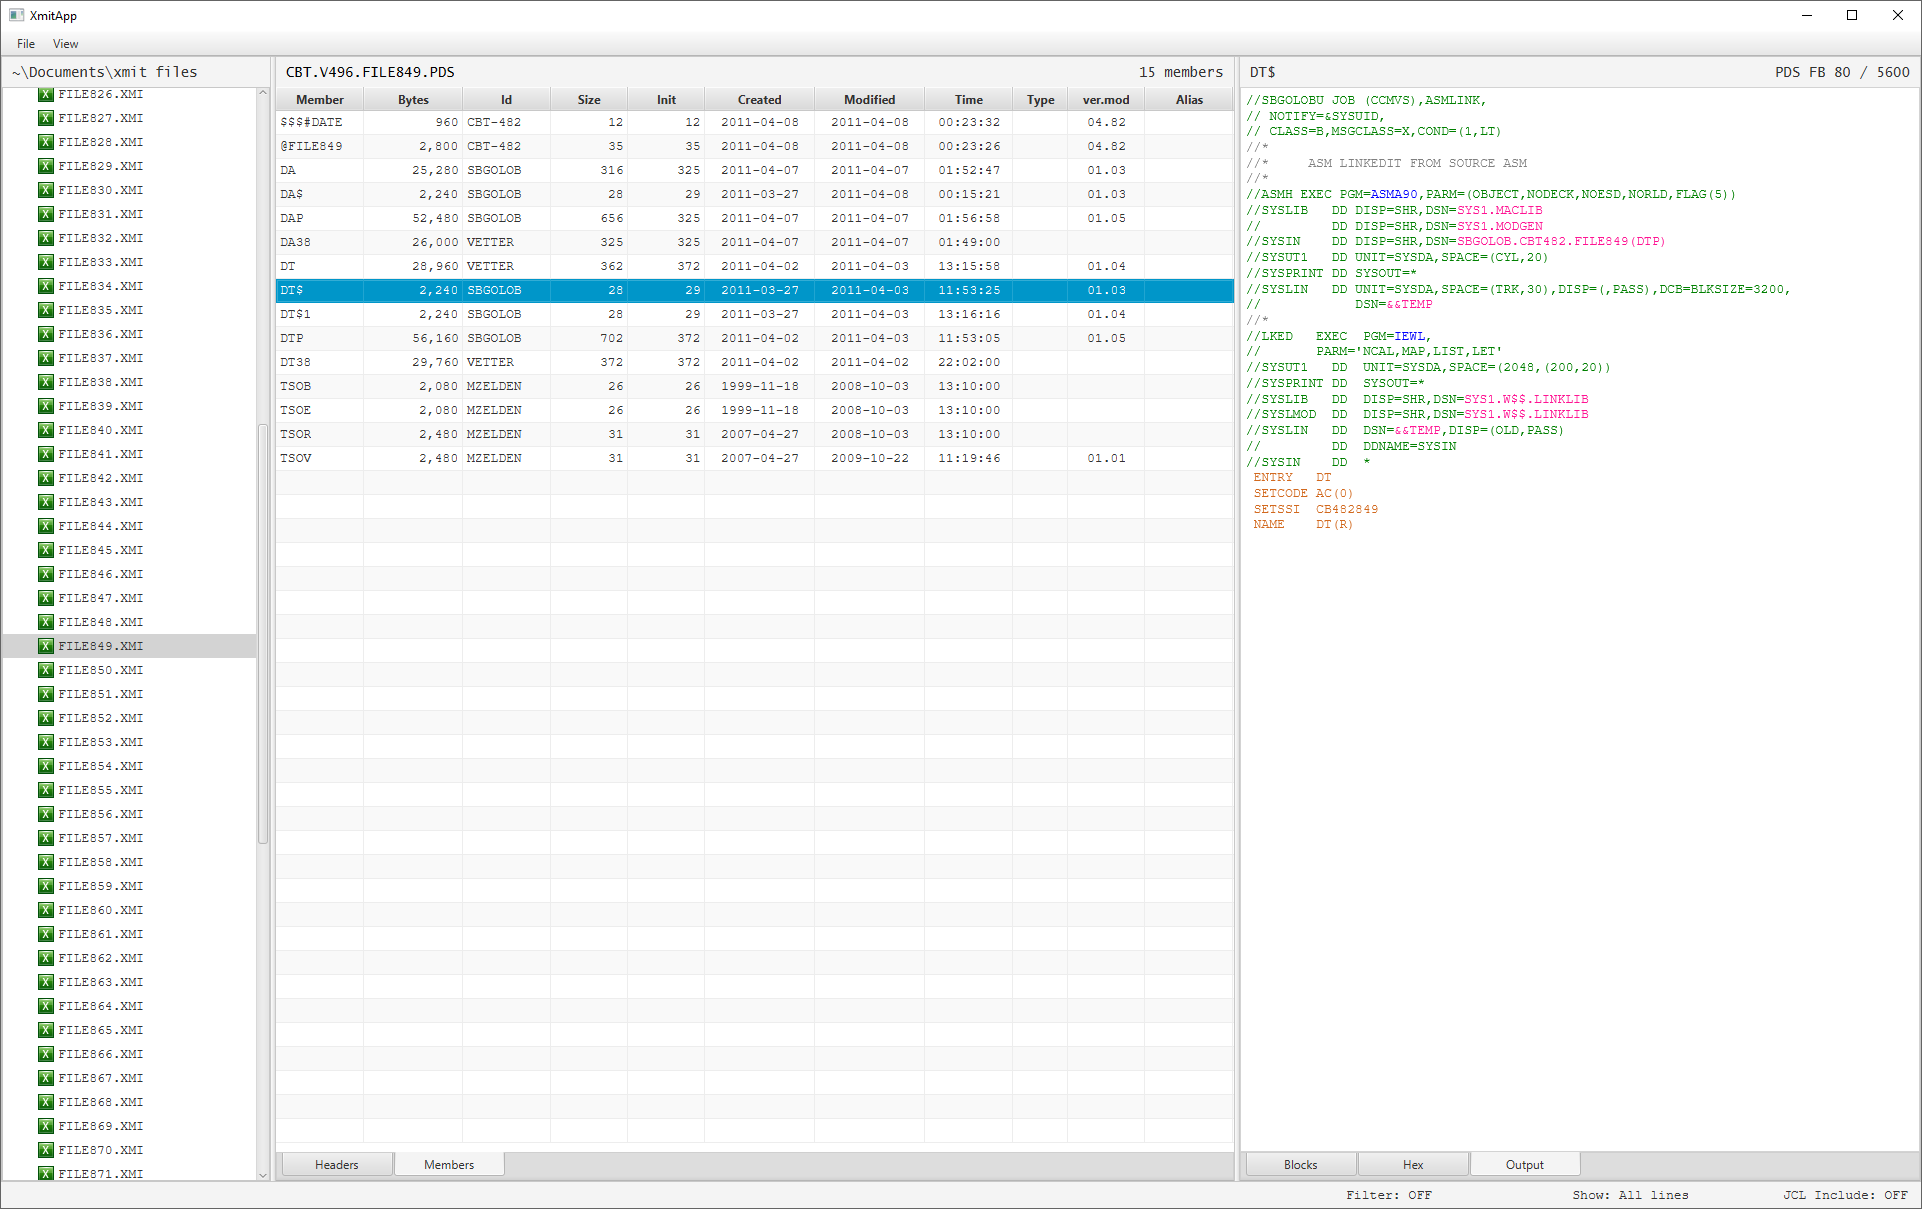 XmitApp
File View
~\Documents\xmit files
FILE826.XMI
FILE827.XMI
FILE828.XMI
FILE829.XMI
FILE830.XMI
FILE831.XMI
FILE832.XMI
FILE833.XMI
FILE834.XMI
FILE835.XMI
FILE836.XMI
FILE837.XMI
FILE838.XMI
FILE839.XMI
FILE840.XMI
FILE841.XMI
FILE842.XMI
FILE843.XMI
FILE844.XMI
FILE845.XMI
FILE846.XMI
FILE847.XMI
FILE848.XMI
FILE849.XMI
FILE850.XMI
FILE851.XMI
FILE852.XMI
FILE853.XMI
FILE854.XMI
FILE855.XMI
FILE856.XMI
FILE857.XMI
FILE858.XMI
FILE859.XMI
FILE860.XMI
FILE861.XMI
FILE862.XMI
FILE863.XMI
FILE864.XMI
FILE865.XMI
FILE866.XMI
FILE867.XMI
FILE868.XMI
FILE869.XMI
FILE870.XMI
FILE871.XMI
CBT.V496.FILE849.PDS 15 members
Member Bytes Id Size Init Created Modified Time Type ver.mod Alias
$$$#DATE 960 CBT-482 12 12 2011-04-08 2011-04-08 00:23:32 04.82
@FILE849 2,800 CBT-482 35 35 2011-04-08 2011-04-08 00:23:26 04.82
DA 25,280 SBGOLOB 316 325 2011-04-07 2011-04-07 01:52:47 01.03
DA$ 2,240 SBGOLOB 28 29 2011-03-27 2011-04-08 00:15:21 01.03
DAP 52,480 SBGOLOB 656 325 2011-04-07 2011-04-07 01:56:58 01.05
DA38 26,000 VETTER 325 325 2011-04-07 2011-04-07 01:49:00
DT 28,960 VETTER 362 372 2011-04-02 2011-04-03 13:15:58 01.04
DT$ 2,240 SBGOLOB 28 29 2011-03-27 2011-04-03 11:53:25 01.03
DT$1 2,240 SBGOLOB 28 29 2011-03-27 2011-04-03 13:16:16 01.04
DTP 56,160 SBGOLOB 702 372 2011-04-02 2011-04-03 11:53:05 01.05
DT38 29,760 VETTER 372 372 2011-04-02 2011-04-02 22:02:00
TSOB 2,080 MZELDEN 26 26 1999-11-18 2008-10-03 13:10:00
TSOE 2,080 MZELDEN 26 26 1999-11-18 2008-10-03 13:10:00
TSOR 2,480 MZELDEN 31 31 2007-04-27 2008-10-03 13:10:00
TSOV 2,480 MZELDEN 31 31 2007-04-27 2009-10-22 11:19:46 01.01
Headers Members
DT$ PDS FB 80 / 5600
//SBGOLOBU JOB (CCMVS),ASMLINK,
// NOTIFY=&SYSUID,
// CLASS=B,MSGCLASS=X,COND=(1,LT)
//*
//*     ASM LINKEDIT FROM SOURCE ASM
//*
//ASMH EXEC PGM=ASMA90,PARM=(OBJECT,NODECK,NOESD,NORLD,FLAG(5))
//SYSLIB   DD DISP=SHR,DSN=SYS1.MACLIB
//         DD DISP=SHR,DSN=SYS1.MODGEN
//SYSIN    DD DISP=SHR,DSN=SBGOLOB.CBT482.FILE849(DTP)
//SYSUT1   DD UNIT=SYSDA,SPACE=(CYL,20)
//SYSPRINT DD SYSOUT=*
//SYSLIN   DD UNIT=SYSDA,SPACE=(TRK,30),DISP=(,PASS),DCB=BLKSIZE=3200,
//            DSN=&&TEMP
//*
//LKED   EXEC  PGM=IEWL,
//       PARM='NCAL,MAP,LIST,LET'
//SYSUT1   DD  UNIT=SYSDA,SPACE=(2048,(200,20))
//SYSPRINT DD  SYSOUT=*
//SYSLIB   DD  DISP=SHR,DSN=SYS1.W$$.LINKLIB
//SYSLMOD  DD  DISP=SHR,DSN=SYS1.W$$.LINKLIB
//SYSLIN   DD  DSN=&&TEMP,DISP=(OLD,PASS)
//         DD  DDNAME=SYSIN
//SYSIN    DD  *
 ENTRY   DT
 SETCODE AC(0)
 SETSSI  CB482849
 NAME    DT(R)
Blocks Hex Output
Filter: OFF Show: All lines JCL Include: OFF